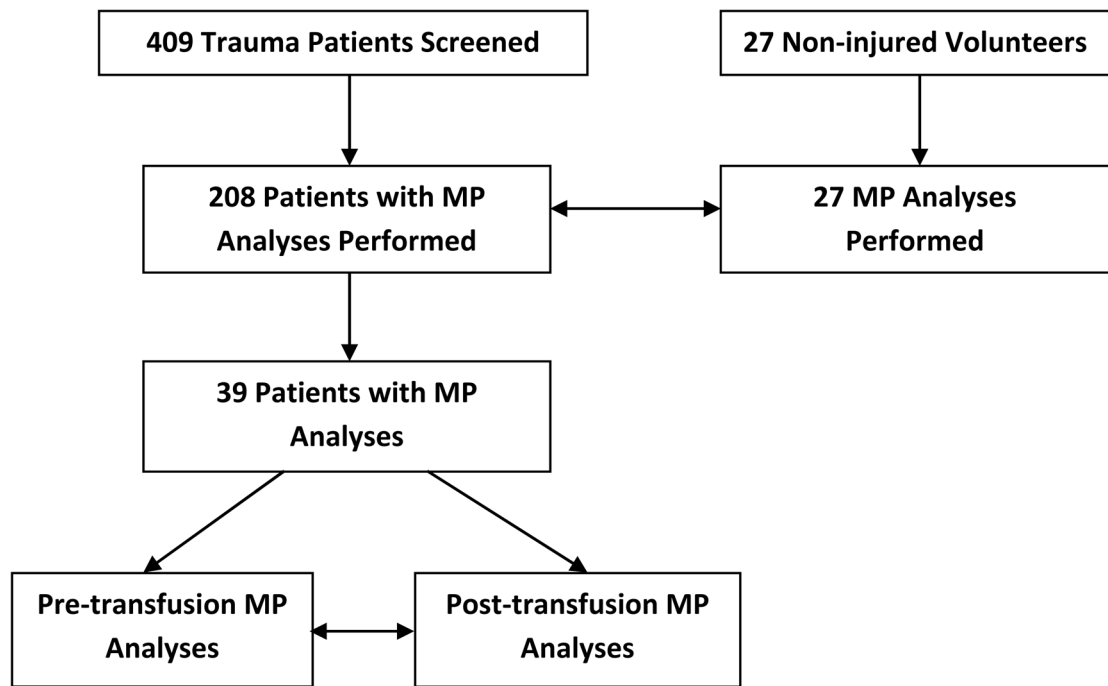 409 Trauma Patients Screened
27 Non-injured Volunteers
208 Patients with MP
Analyses Performed
27 MP Analyses
Performed
39 Patients with MP
Analyses
Pre-transfusion MP
Analyses
Post-transfusion MP
Analyses